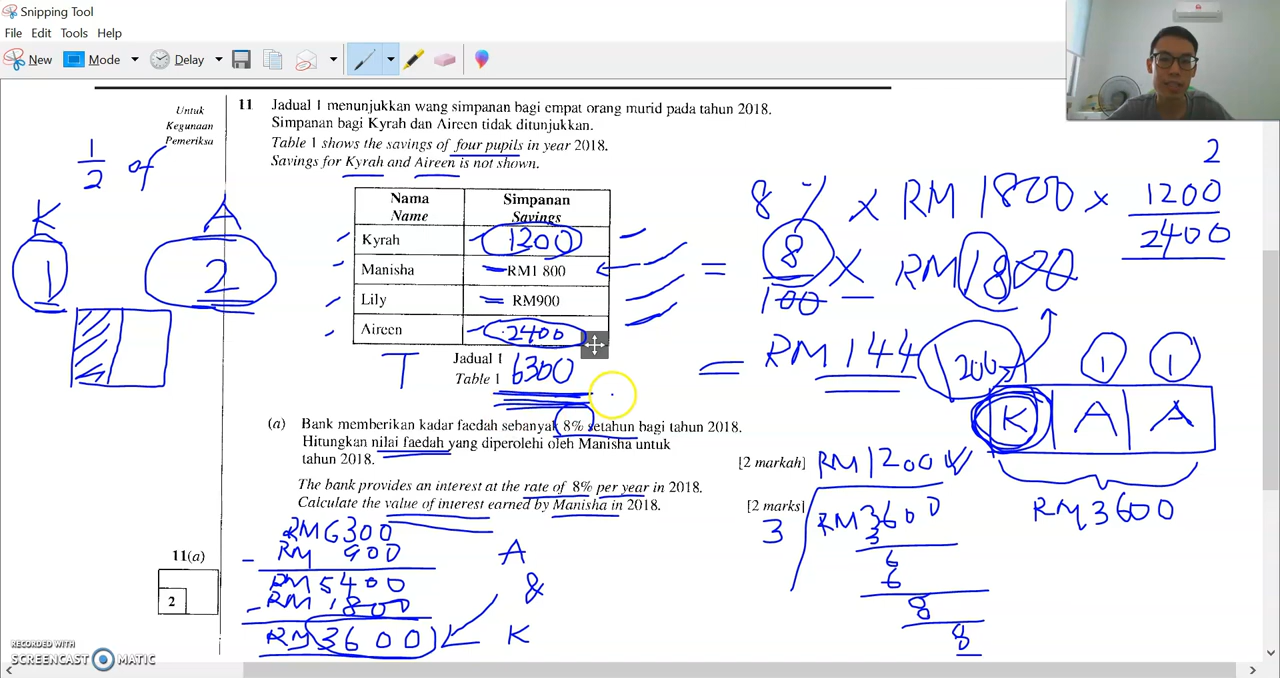 Snipping Tool
File Edit Tools Help
New Mode Delay
Untuk
Kegunaan
Pemeriksa
11 Jadual 1 menunjukkan wang simpanan bagi empat orang murid pada tahun 2018.
Simpanan bagi Kyrah dan Aireen tidak ditunjukkan.
Table 1 shows the savings of four pupils in year 2018.
Savings for Kyrah and Aireen is not shown.
1/2 of
K A
1 2
Nama Simpanan
Name Savings
Kyrah 1200
Manisha RM1 800
Lily RM900
Aireen 2400
Jadual 1
Table 1
T 6300
2
8 % × RM 1800 × 1200
2400
= 8/100 × RM 1800
= RM 144
1 1
K A A
RM3600
(a) Bank memberikan kadar faedah sebanyak 8% setahun bagi tahun 2018.
Hitungkan nilai faedah yang diperolehi oleh Manisha untuk
tahun 2018.
[2 markah]
The bank provides an interest at the rate of 8% per year in 2018.
Calculate the value of interest earned by Manisha in 2018.
[2 marks]
RM1200
3 RM3600
3
6
6
8
8
RM6300
- RM 900
RM5400
- RM 1800
RM3600
A
&
K
11(a)
2
RECORDED WITH
SCREENCAST MATIC